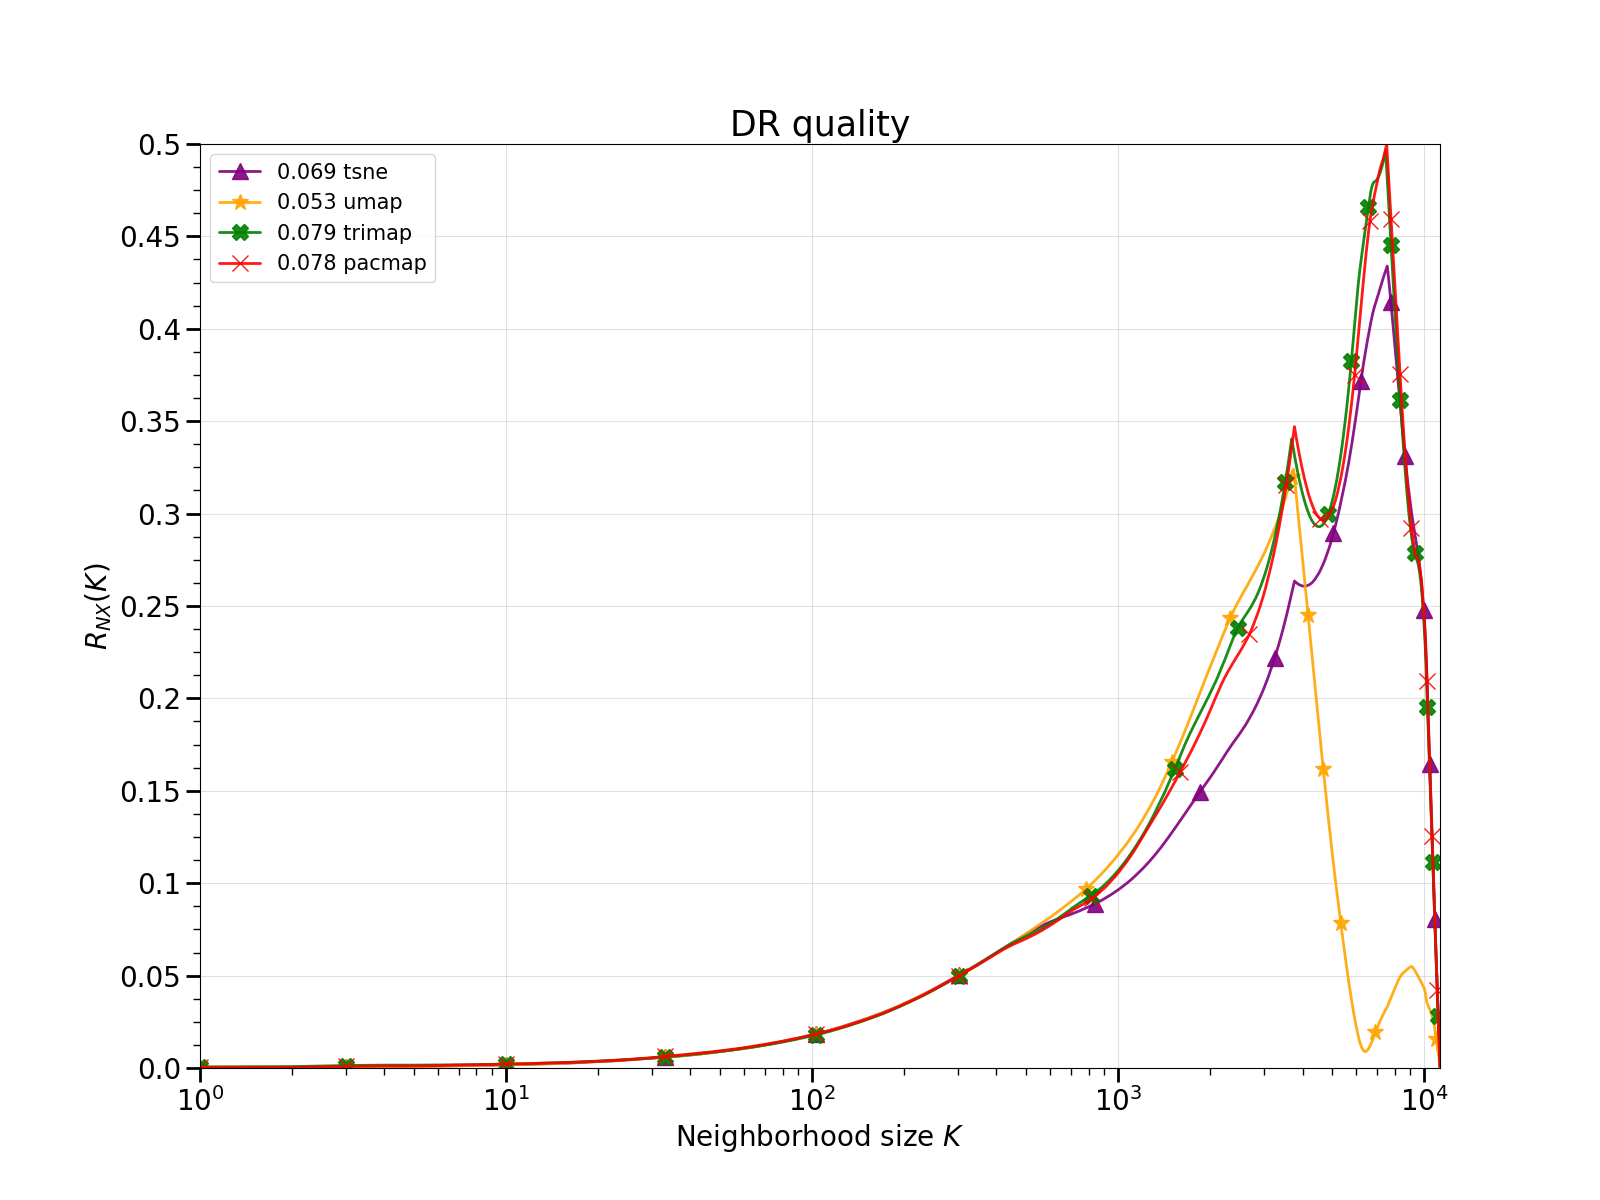 DR quality
0.5
0.45
0.4
0.35
0.3
0.25
0.2
0.15
0.1
0.05
0.0
R_{NX}(K)
0.069 tsne
0.053 umap
0.079 trimap
0.078 pacmap
10^0 10^1 10^2 10^3 10^4
Neighborhood size K